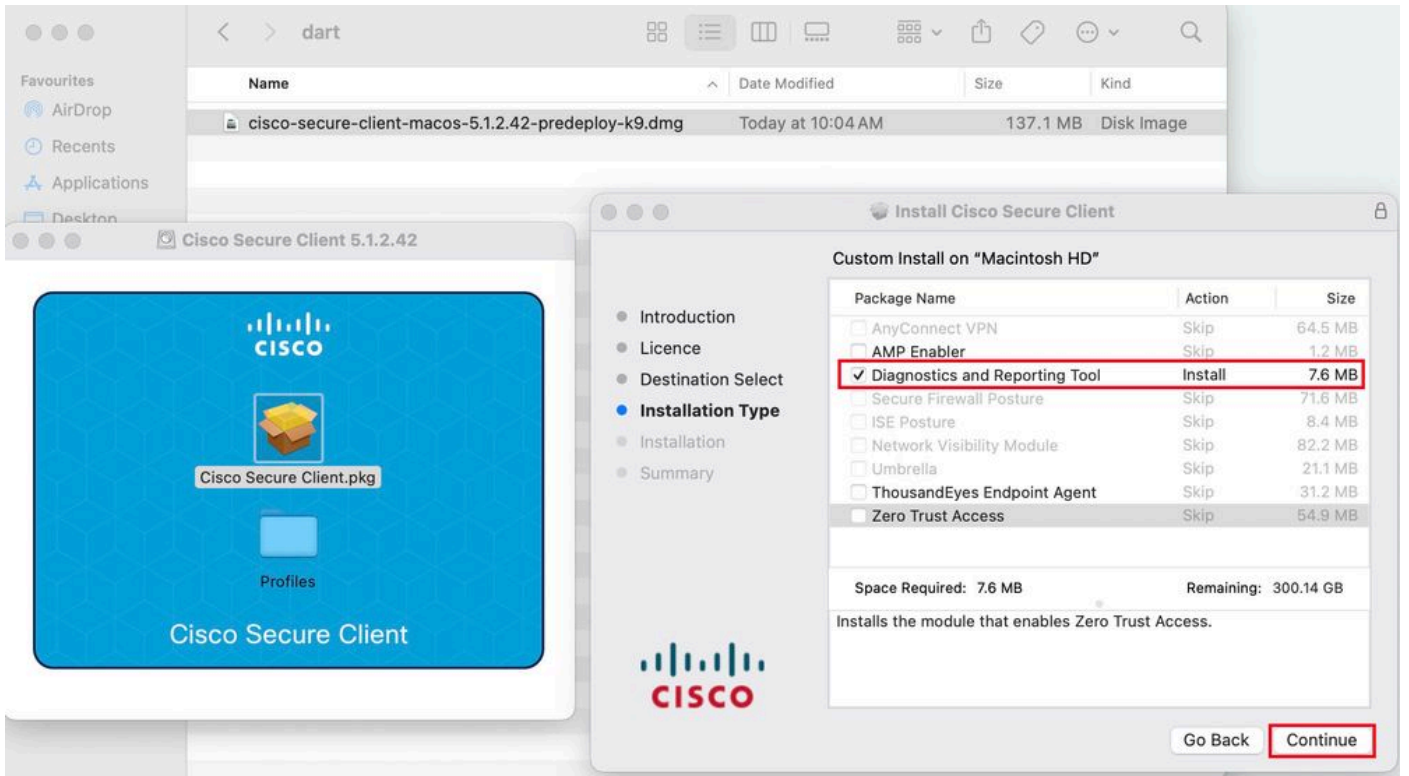 dart
Favourites
AirDrop
Recents
Applications
Desktop
Name Date Modified Size Kind
cisco-secure-client-macos-5.1.2.42-predeploy-k9.dmg Today at 10:04 AM 137.1 MB Disk Image
Cisco Secure Client 5.1.2.42
CISCO
Cisco Secure Client.pkg
Profiles
Cisco Secure Client
Install Cisco Secure Client
Custom Install on “Macintosh HD”
Introduction
Licence
Destination Select
Installation Type
Installation
Summary
Package Name Action Size
AnyConnect VPN Skip 64.5 MB
AMP Enabler Skip 1.2 MB
Diagnostics and Reporting Tool Install 7.6 MB
Secure Firewall Posture Skip 71.6 MB
ISE Posture Skip 8.4 MB
Network Visibility Module Skip 82.2 MB
Umbrella Skip 21.1 MB
ThousandEyes Endpoint Agent Skip 31.2 MB
Zero Trust Access Skip 54.9 MB
Space Required: 7.6 MB Remaining: 300.14 GB
Installs the module that enables Zero Trust Access.
CISCO
Go Back Continue